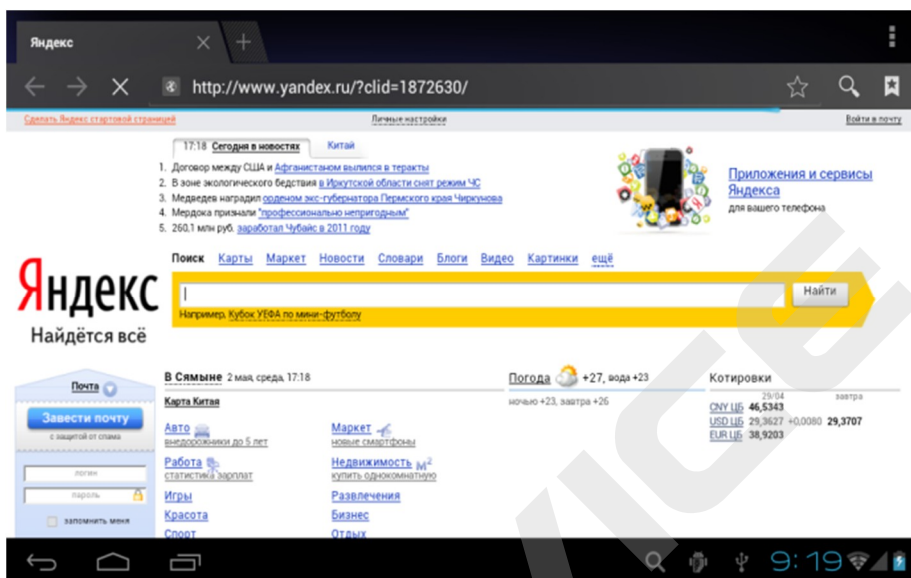 Яндекс
http://www.yandex.ru/?clid=1872630/
Сделать Яндекс стартовой страницей Личные настройки Войти в почту
17:18 Сегодня в новостях Китай
1. Договор между США и Афганистаном вылился в теракты
2. В зоне экологического бедствия в Иркутской области снят режим ЧС
3. Медведев наградил орденом экс-губернатора Пермского края Чиркунова
4. Мердока признали "профессионально непригодным"
5. 260,1 млн руб. заработал Чубайс в 2011 году
Приложения и сервисы
Яндекса
для вашего телефона
Поиск Карты Маркет Новости Словари Блоги Видео Картинки ещё
Яндекс
Найдётся всё
Найти
Например, Кубок УЕФА по мини-футболу
Почта
Завести почту
с защитой от спама
логин
пароль
запомнить меня
В Сямыне 2 мая, среда, 17:18
Карта Китая
Авто
внедорожники до 5 лет
Работа
статистика зарплат
Игры
Красота
Спорт
Маркет
новые смартфоны
Недвижимость м²
купить однокомнатную
Развлечения
Бизнес
Отдых
Погода +27, вода +23
ночью +23, завтра +26
Котировки
29/04 завтра
CNY ЦБ 46,5343
USD ЦБ 29,3627 +0,0080 29,3707
EUR ЦБ 38,9203
9:19
VICE